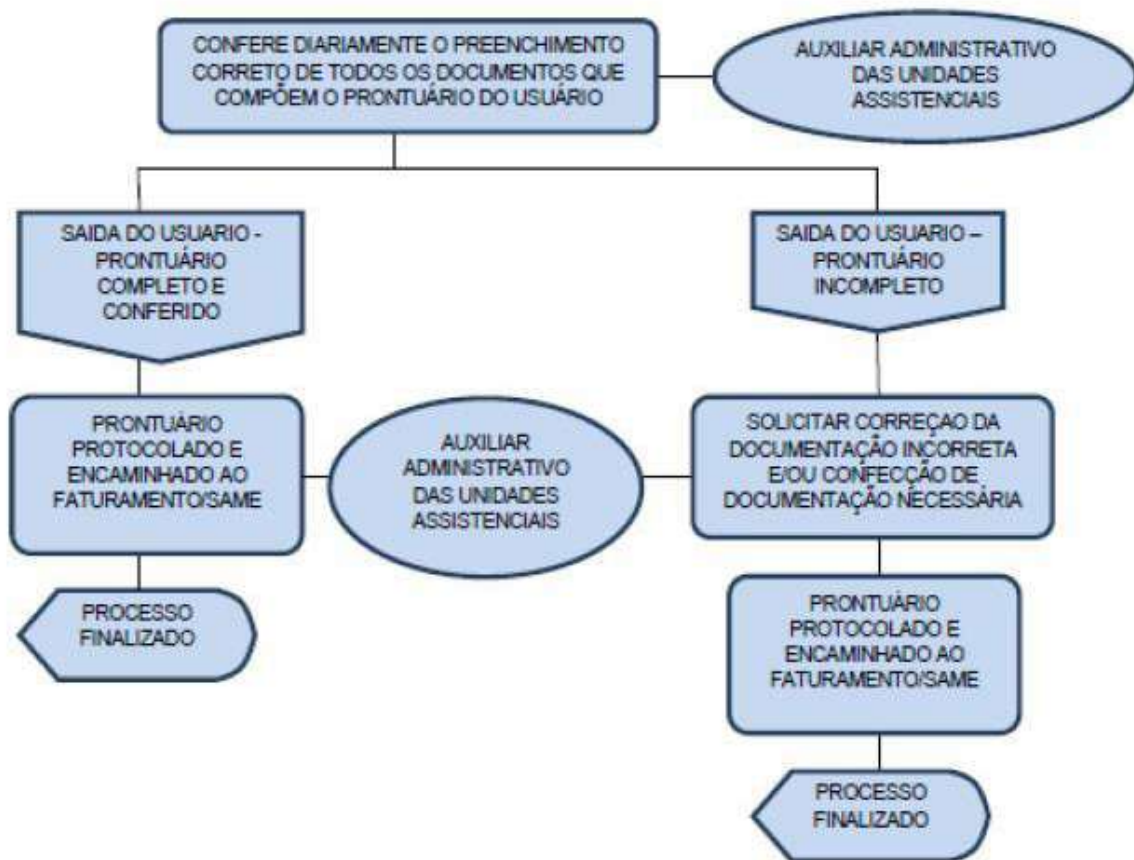 CONFERE DIARIAMENTE O PREENCHIMENTO
CORRETO DE TODOS OS DOCUMENTOS QUE
COMPÕEM O PRONTUÁRIO DO USUÁRIO
AUXILIAR ADMINISTRATIVO
DAS UNIDADES
ASSISTENCIAIS
SAIDA DO USUARIO -
PRONTUÁRIO
COMPLETO E
CONFERIDO
SAIDA DO USUARIO –
PRONTUÁRIO
INCOMPLETO
PRONTUÁRIO
PROTOCOLADO E
ENCAMINHADO AO
FATURAMENTO/SAME
AUXILIAR
ADMINISTRATIVO
DAS UNIDADES
ASSISTENCIAIS
SOLICITAR CORREÇAO DA
DOCUMENTAÇÃO INCORRETA
E/OU CONFECÇÃO DE
DOCUMENTAÇÃO NECESSÁRIA
PROCESSO
FINALIZADO
PRONTUÁRIO
PROTOCOLADO E
ENCAMINHADO AO
FATURAMENTO/SAME
PROCESSO
FINALIZADO